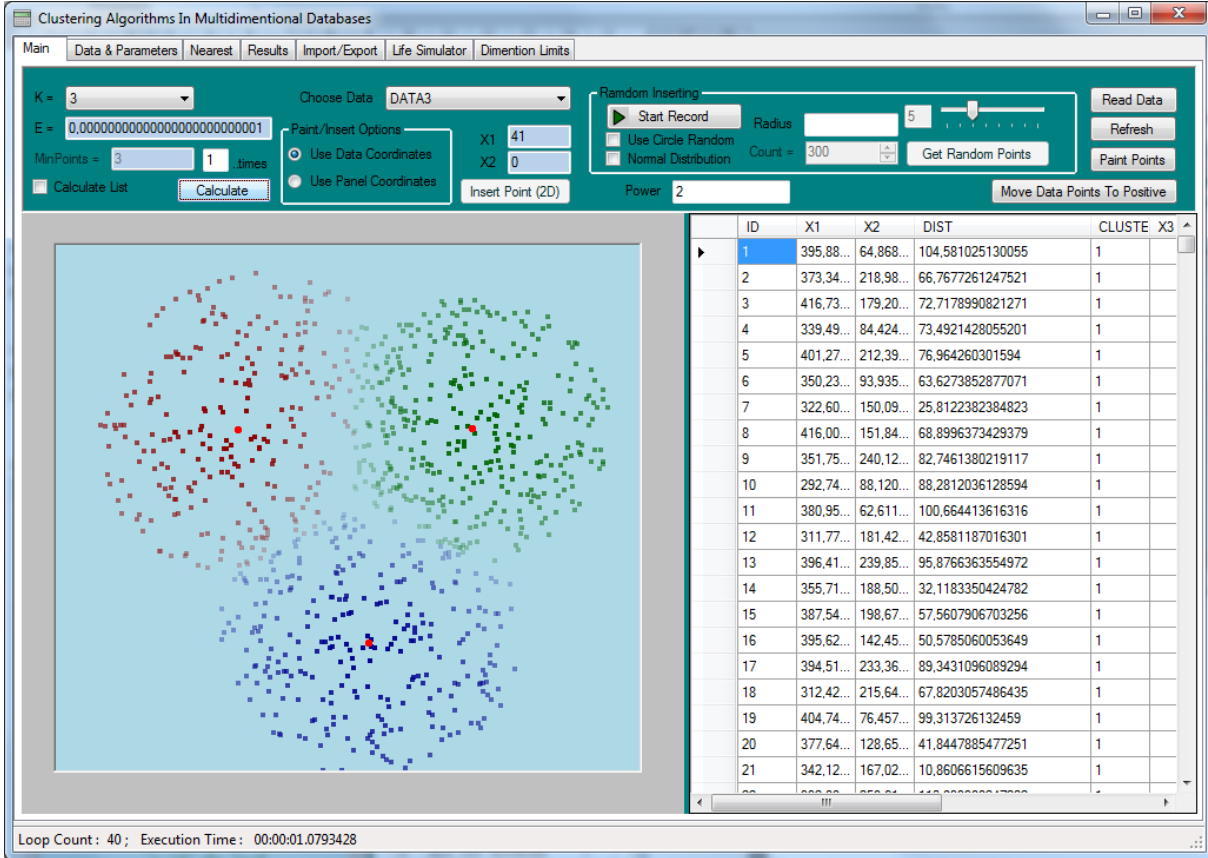 Clustering Algorithms In Multidimentional Databases
Main Data & Parameters Nearest Results Import/Export Life Simulator Dimention Limits
K = 3
E = 0,00000000000000000000000001
MinPoints = 3 1 ..times
Calculate List Calculate
Choose Data DATA3
Paint/Insert Options
Use Data Coordinates
Use Panel Coordinates
X1 41
X2 0
Insert Point (2D)
Ramdom Inserting
Start Record
Use Circle Random
Normal Distribution
Radius 5
Count = 300 Get Random Points
Power 2
Read Data
Refresh
Paint Points
Move Data Points To Positive
ID X1 X2 DIST CLUSTE X3
1 395,88... 64,868... 104,581025130055 1
2 373,34... 218,98... 66,7677261247521 1
3 416,73... 179,20... 72,7178990821271 1
4 339,49... 84,424... 73,4921428055201 1
5 401,27... 212,39... 76,964260301594 1
6 350,23... 93,935... 63,6273852877071 1
7 322,60... 150,09... 25,8122382384823 1
8 416,00... 151,84... 68,8996373429379 1
9 351,75... 240,12... 82,7461380219117 1
10 292,74... 88,120... 88,2812036128594 1
11 380,95... 62,611... 100,664413616316 1
12 311,77... 181,42... 42,8581187016301 1
13 396,41... 239,85... 95,8766363554972 1
14 355,71... 188,50... 32,1183350424782 1
15 387,54... 198,67... 57,5607906703256 1
16 395,62... 142,45... 50,5785060053649 1
17 394,51... 233,36... 89,3431096089294 1
18 312,42... 215,64... 67,8203057486435 1
19 404,74... 76,457... 99,313726132459 1
20 377,64... 128,65... 41,8447885477251 1
21 342,12... 167,02... 10,8606615609635 1
Loop Count : 40 ; Execution Time : 00:00:01.0793428